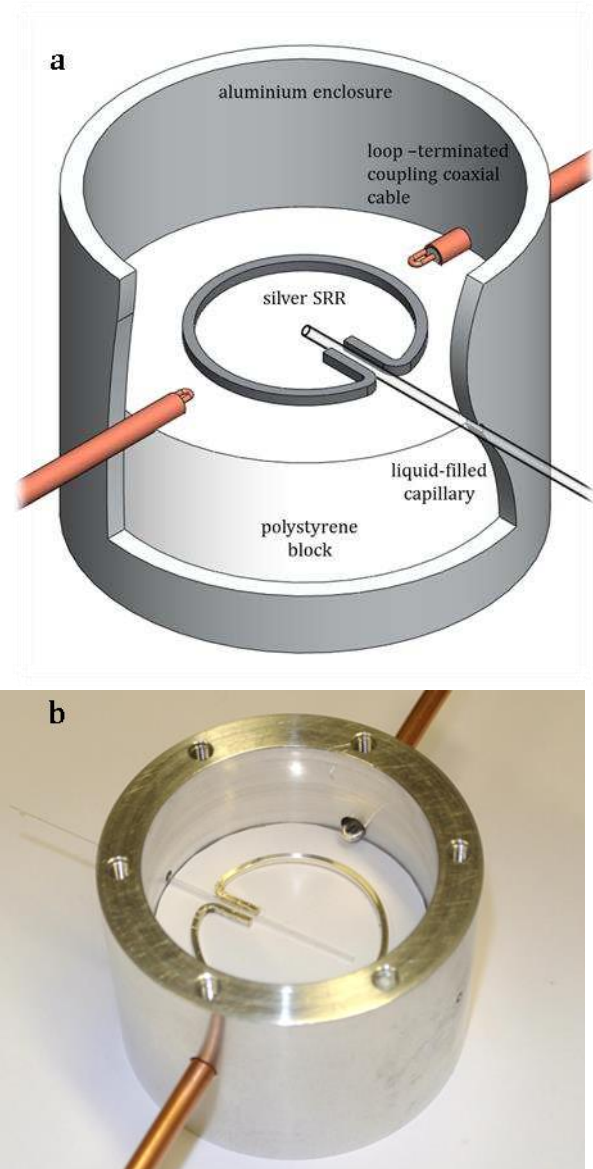 a
aluminium enclosure
loop –terminated
coupling coaxial
cable
silver SRR
liquid-filled
capillary
polystyrene
block
b